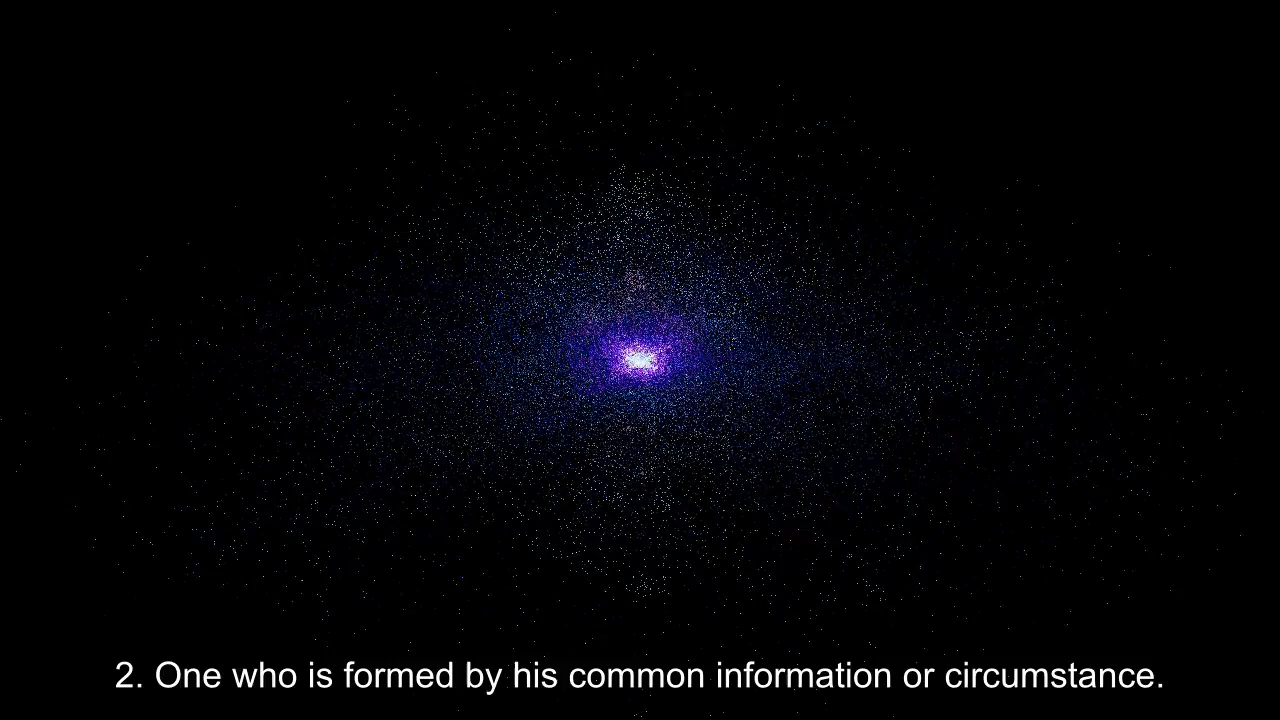 2. One who is formed by his common information or circumstance.